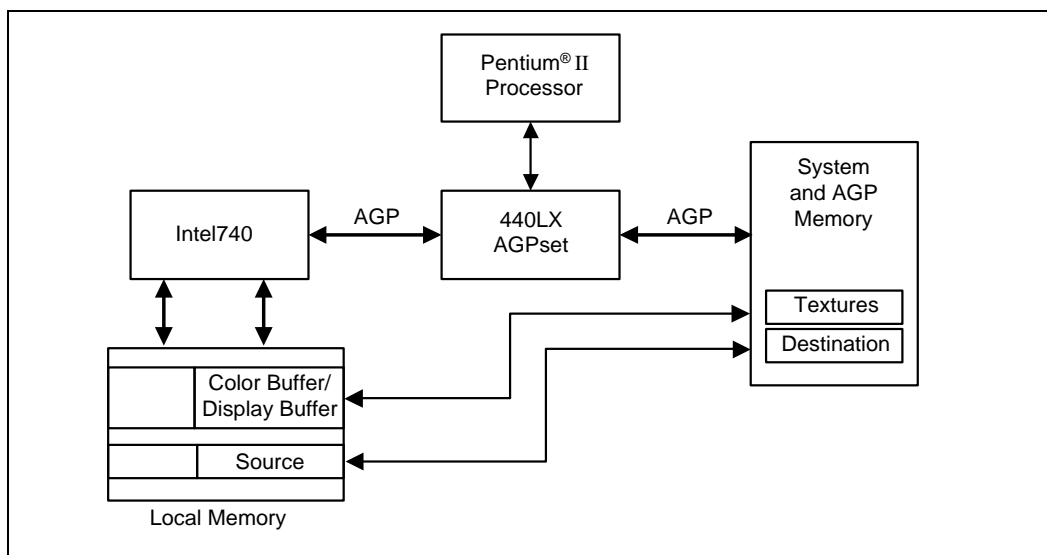 Pentium® II
Processor
System
and AGP
Memory
Intel740
AGP
440LX
AGPset
AGP
Textures
Destination
Color Buffer/
Display Buffer
Source
Local Memory